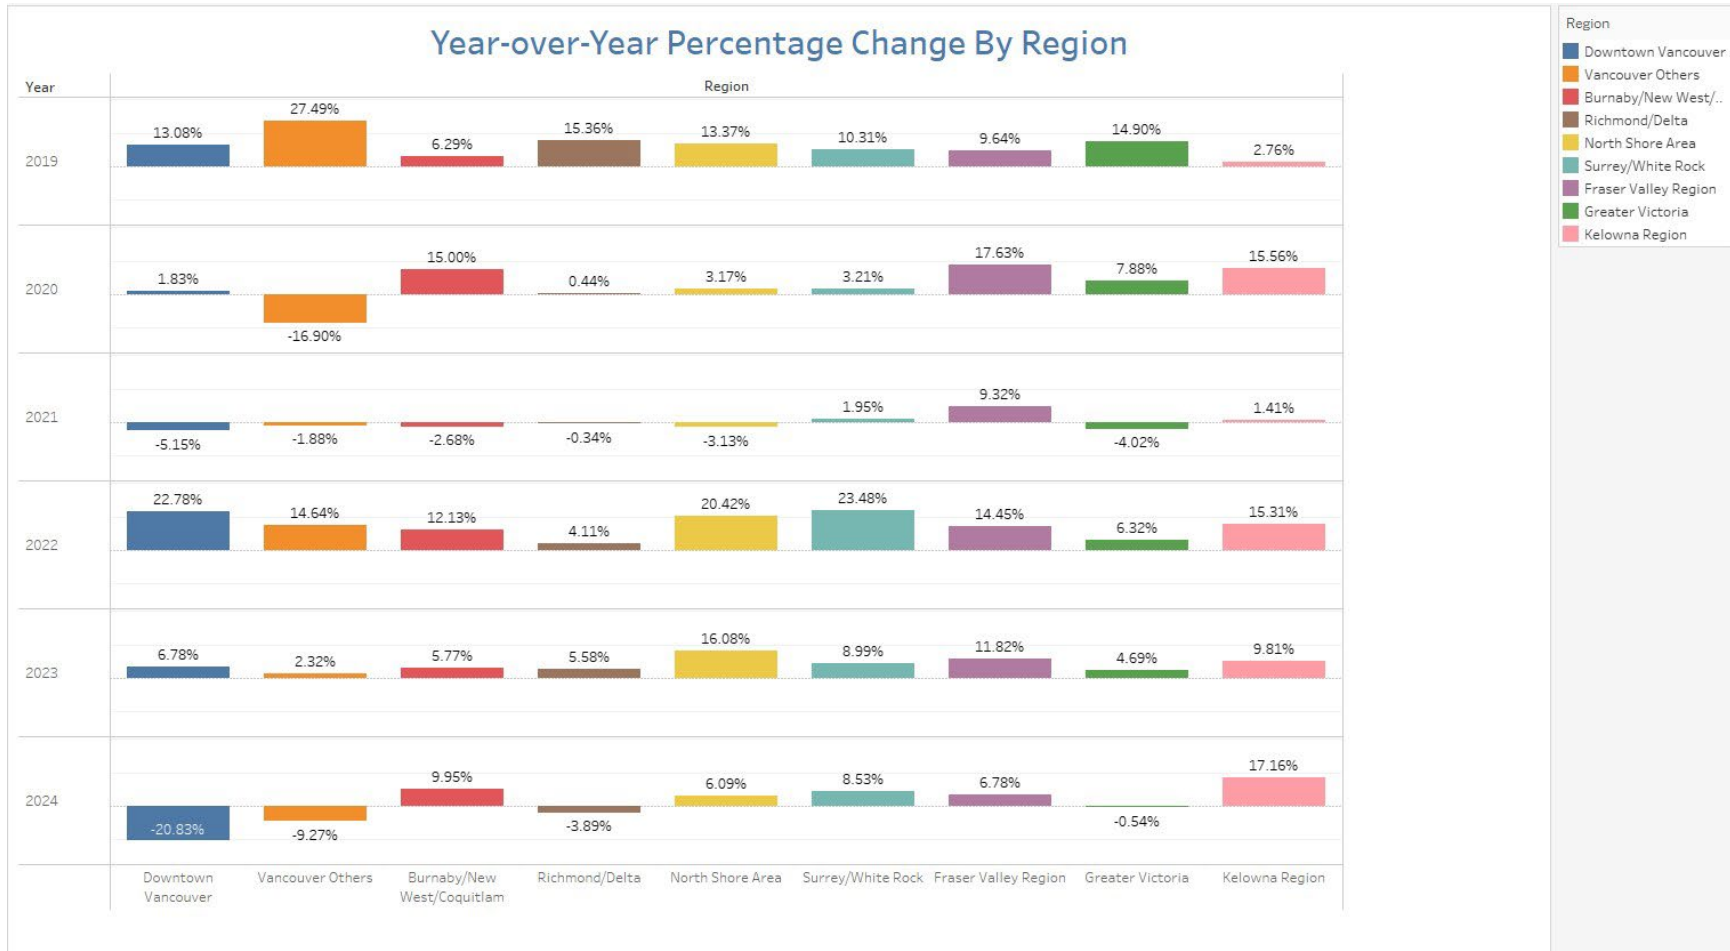 Year-over-Year Percentage Change By Region
Year
Region
2019
13.08%
27.49%
6.29%
15.36%
13.37%
10.31%
9.64%
14.90%
2.76%
2020
1.83%
-16.90%
15.00%
0.44%
3.17%
3.21%
17.63%
7.88%
15.56%
2021
-5.15%
-1.88%
-2.68%
-0.34%
-3.13%
1.95%
9.32%
-4.02%
1.41%
2022
22.78%
14.64%
12.13%
4.11%
20.42%
23.48%
14.45%
6.32%
15.31%
2023
6.78%
2.32%
5.77%
5.58%
16.08%
8.99%
11.82%
4.69%
9.81%
2024
-20.83%
-9.27%
9.95%
-3.89%
6.09%
8.53%
6.78%
-0.54%
17.16%
Downtown
Vancouver
Vancouver Others
Burnaby/New
West/Coquitlam
Richmond/Delta
North Shore Area
Surrey/White Rock
Fraser Valley Region
Greater Victoria
Kelowna Region
Region
Downtown Vancouver
Vancouver Others
Burnaby/New West/..
Richmond/Delta
North Shore Area
Surrey/White Rock
Fraser Valley Region
Greater Victoria
Kelowna Region